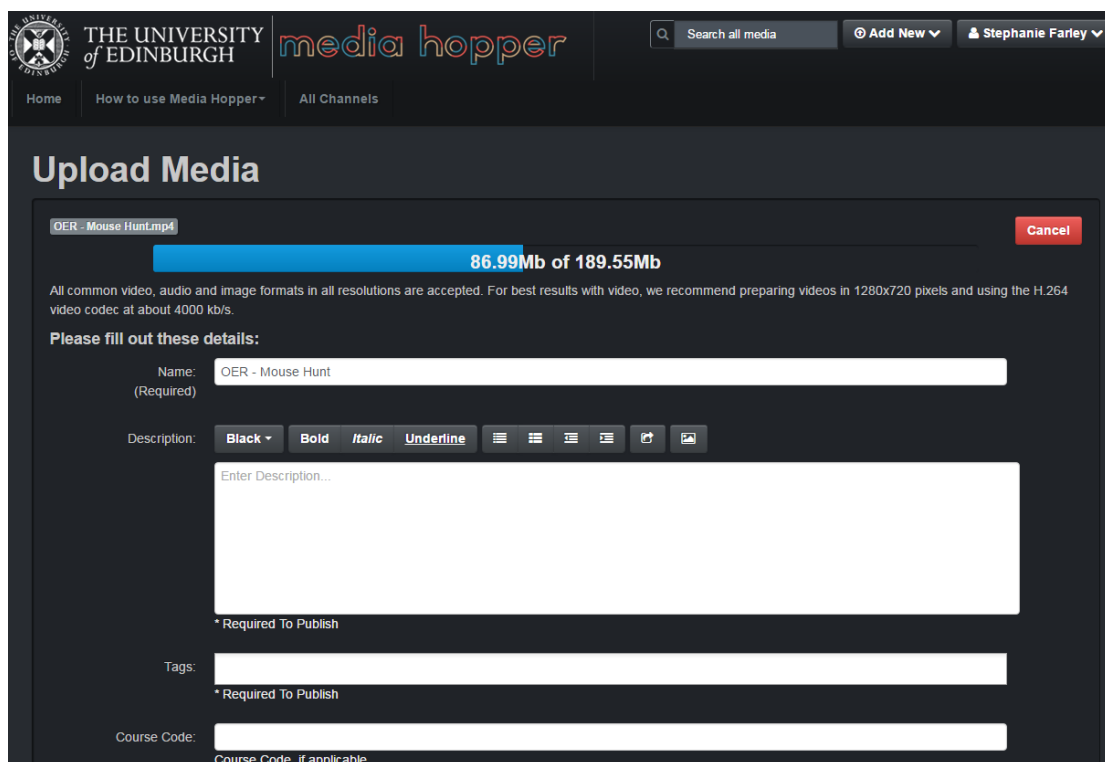 THE UNIVERSITY
of EDINBURGH
media hopper
Search all media
Add New
Stephanie Farley
Home
How to use Media Hopper
All Channels
Upload Media
OER - Mouse Hunt.mp4
Cancel
86.99Mb of 189.55Mb
All common video, audio and image formats in all resolutions are accepted. For best results with video, we recommend preparing videos in 1280x720 pixels and using the H.264
video codec at about 4000 kb/s.
Please fill out these details:
Name:
OER - Mouse Hunt
(Required)
Description:
Black
Bold
Italic
Underline
Enter Description...
* Required To Publish
Tags:
* Required To Publish
Course Code:
Course Code, if applicable